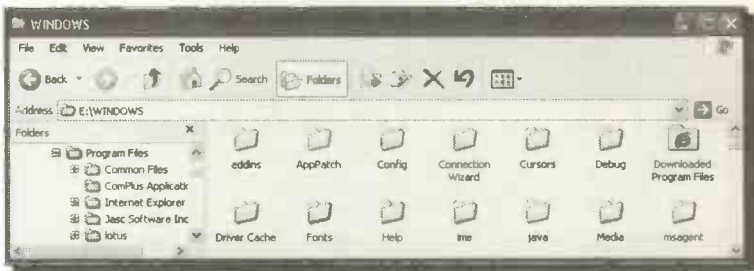 WINDOWS
File Edit View Favorites Tools Help
Back Search Folders
Address E:\WINDOWS Go
Folders
Program Files
Common Files
ComPlus Applicatic
Internet Explorer
Jasc Software Inc
lotus
addins AppPatch Config Connection Wizard Cursors Debug Downloaded Program Files
Driver Cache Fonts Help ime java Media msagent